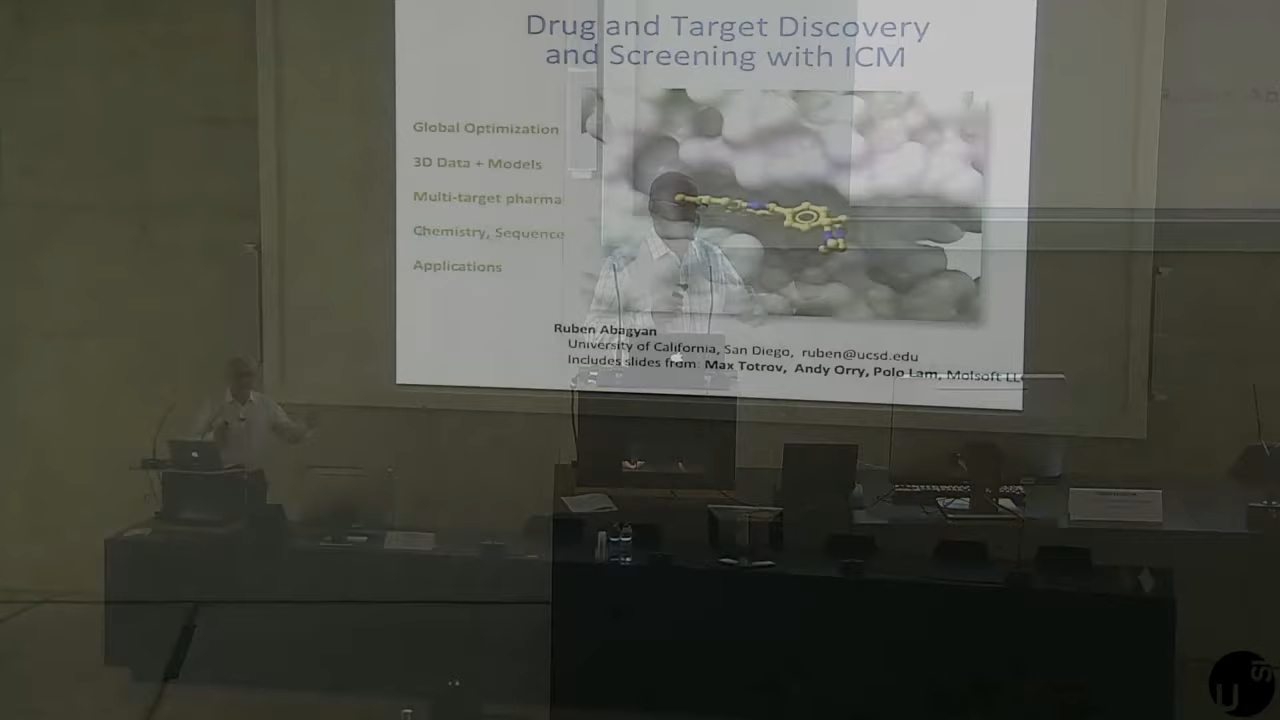 Drug and Target Discovery
and Screening with ICM
Global Optimization
3D Data + Models
Multi-target pharma
Chemistry, Sequence
Applications
Ruben Abagyan
University of California, San Diego, ruben@ucsd.edu
Includes slides from: Max Totrov, Andy Orry, Polo Lam, Molsoft LL
U
SI